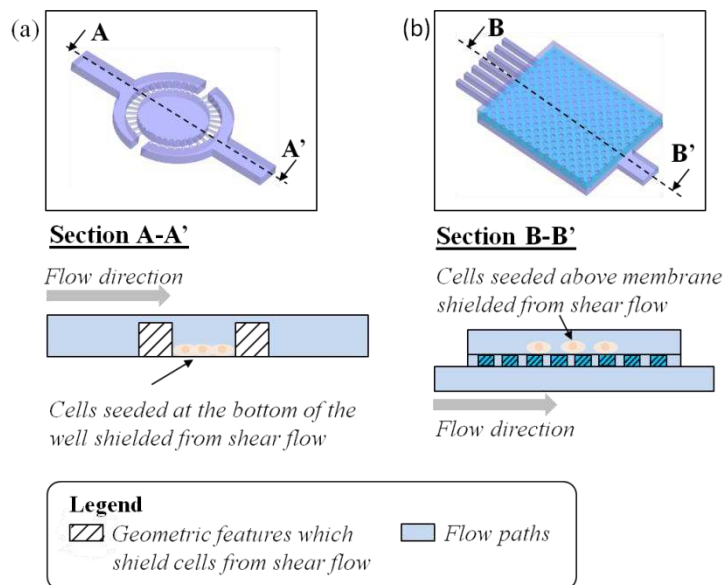 (a)
A
A'
Section A-A'
Flow direction
Cells seeded at the bottom of the
well shielded from shear flow
(b)
B
B'
Section B-B'
Cells seeded above membrane
shielded from shear flow
Flow direction
Legend
Geometric features which
shield cells from shear flow
Flow paths